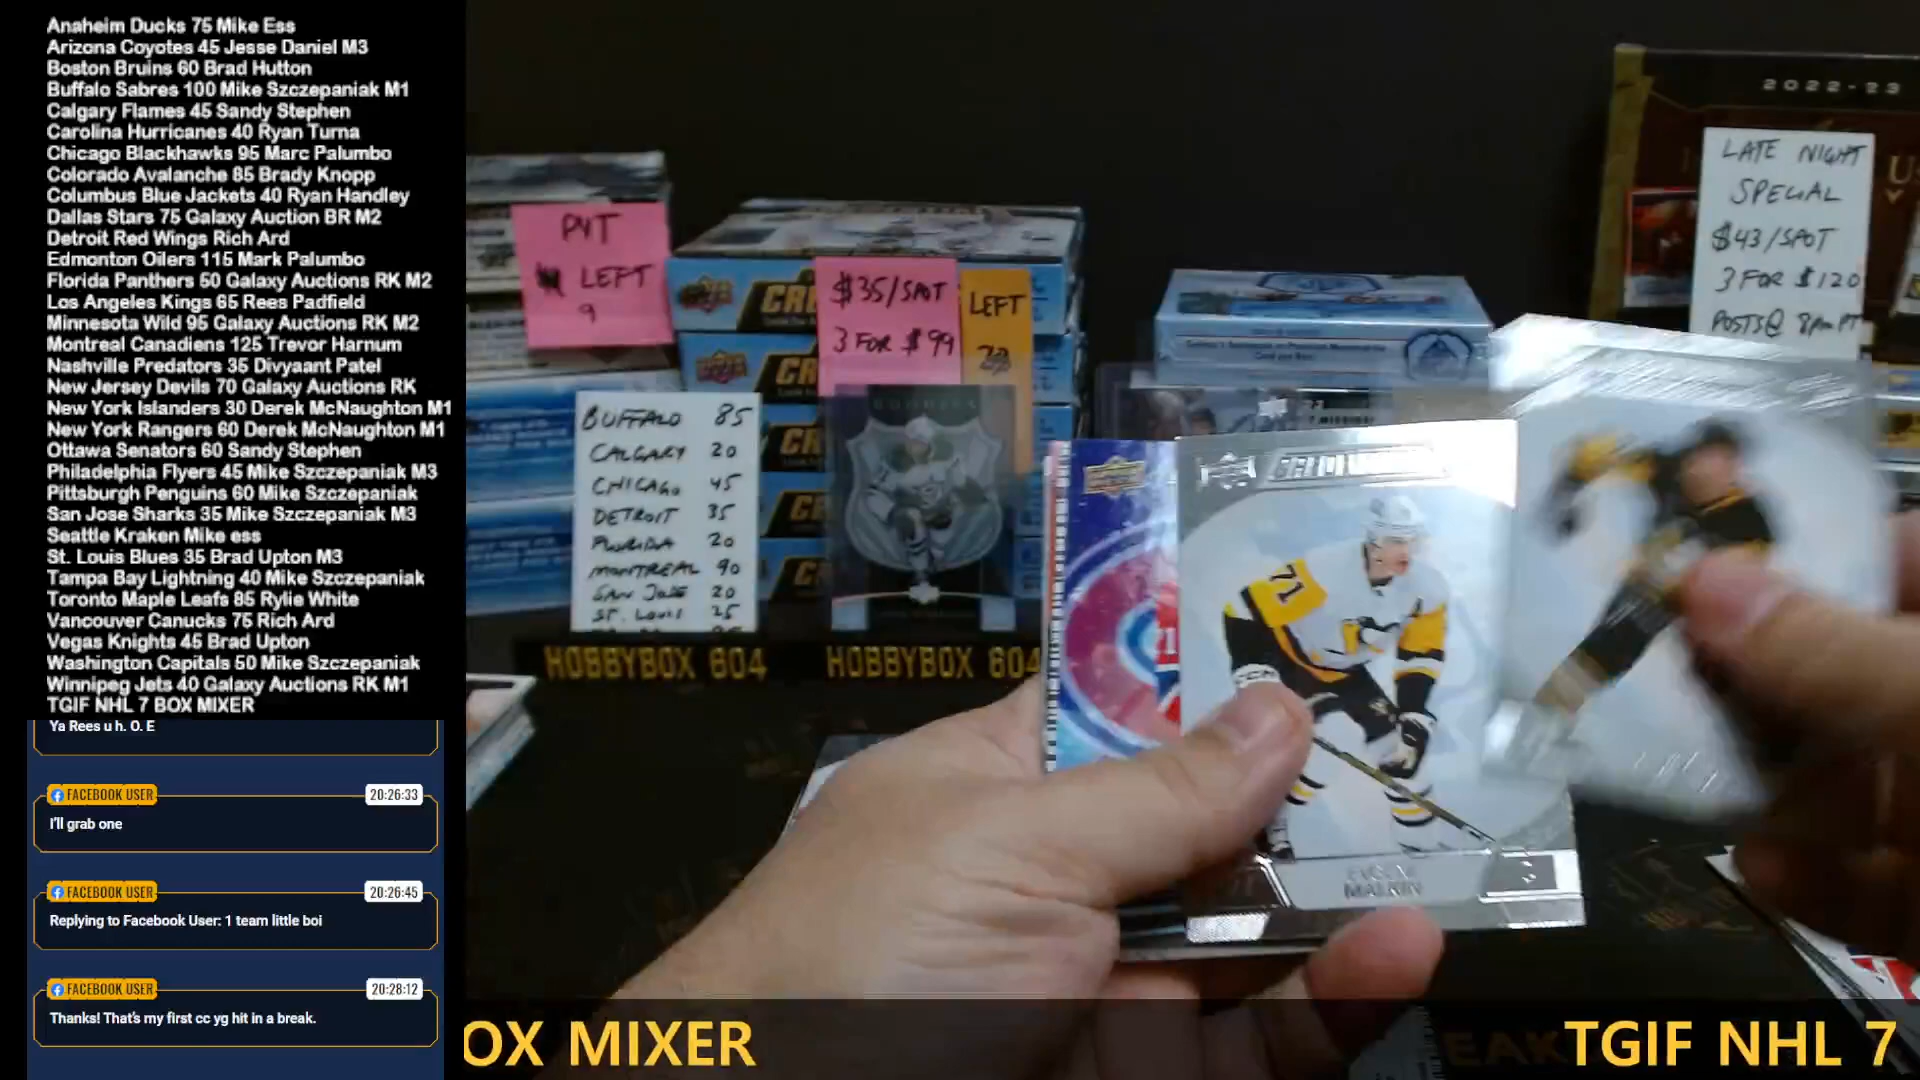 Anaheim Ducks 75 Mike Ess
Arizona Coyotes 45 Jesse Daniel M3
Boston Bruins 60 Brad Hutton
Buffalo Sabres 100 Mike Szczepaniak M1
Calgary Flames 45 Sandy Stephen
Carolina Hurricanes 40 Ryan Turna
Chicago Blackhawks 95 Marc Palumbo
Colorado Avalanche 85 Brady Knopp
Columbus Blue Jackets 40 Ryan Handley
Dallas Stars 75 Galaxy Auction BR M2
Detroit Red Wings Rich Ard
Edmonton Oilers 115 Mark Palumbo
Florida Panthers 50 Galaxy Auctions RK M2
Los Angeles Kings 65 Rees Padfield
Minnesota Wild 95 Galaxy Auctions RK M2
Montreal Canadiens 125 Trevor Harnum
Nashville Predators 35 Divyaant Patel
New Jersey Devils 70 Galaxy Auctions RK
New York Islanders 30 Derek McNaughton M1
New York Rangers 60 Derek McNaughton M1
Ottawa Senators 60 Sandy Stephen
Philadelphia Flyers 45 Mike Szczepaniak M3
Pittsburgh Penguins 60 Mike Szczepaniak
San Jose Sharks 35 Mike Szczepaniak M3
Seattle Kraken Mike ess
St. Louis Blues 35 Brad Upton M3
Tampa Bay Lightning 40 Mike Szczepaniak
Toronto Maple Leafs 85 Rylie White
Vancouver Canucks 75 Rich Ard
Vegas Knights 45 Brad Upton
Washington Capitals 50 Mike Szczepaniak
Winnipeg Jets 40 Galaxy Auctions RK M1
TGIF NHL 7 BOX MIXER
Ya Rees u h. O. E
FACEBOOK USER 20:26:33
I'll grab one
FACEBOOK USER 20:26:45
Replying to Facebook User: 1 team little boi
FACEBOOK USER 20:28:12
Thanks! That's my first cc yg hit in a break.
PVT
LEFT
9
$35/SPOT
3 FOR $99
LEFT
BUFFALO 85
CALGARY 20
CHICAGO 45
DETROIT 35
FLORIDA 20
MONTREAL 90
SAN JOSE 20
ST. LOUIS 25
HOBBYBOX 604
HOBBYBOX 604
2022-23
LATE NIGHT
SPECIAL
$43/SPOT
3 FOR $120
POSTS@ 8pm PT
71
MALKIN
OX MIXER
TGIF NHL 7